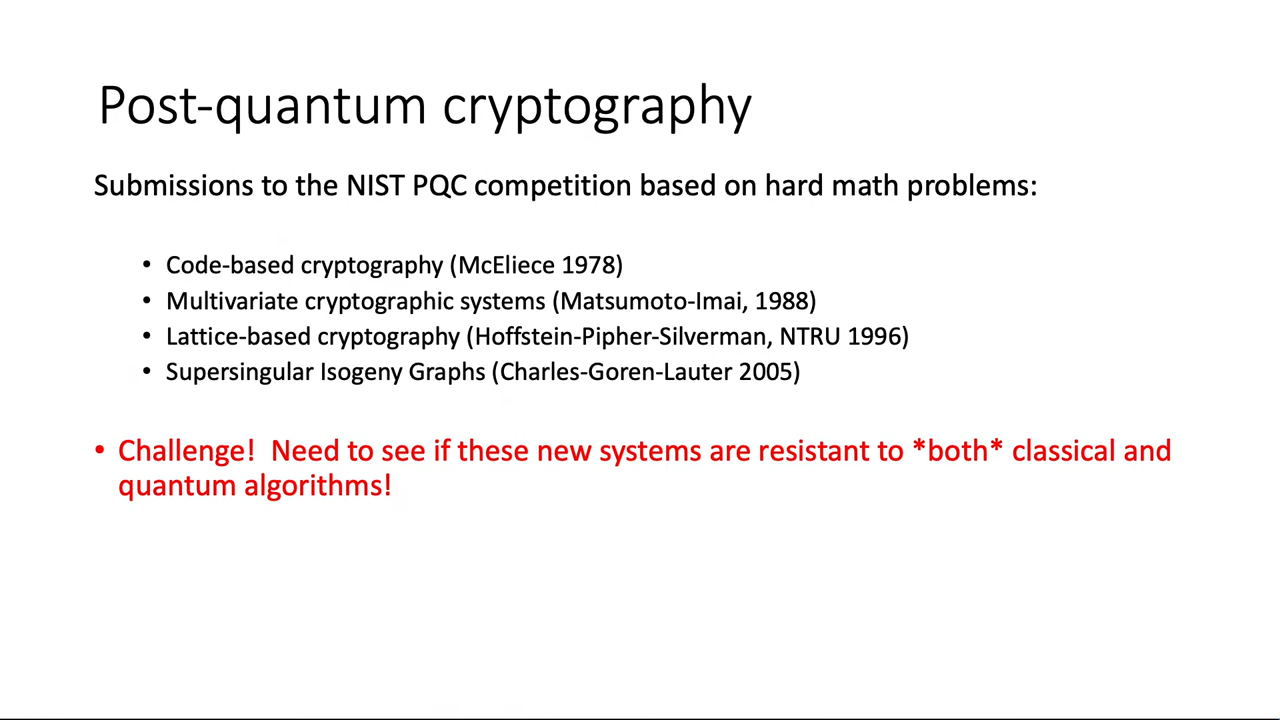 Post-quantum cryptography
Submissions to the NIST PQC competition based on hard math problems:
• Code-based cryptography (McEliece 1978)
• Multivariate cryptographic systems (Matsumoto-Imai, 1988)
• Lattice-based cryptography (Hoffstein-Pipher-Silverman, NTRU 1996)
• Supersingular Isogeny Graphs (Charles-Goren-Lauter 2005)
• Challenge!  Need to see if these new systems are resistant to *both* classical and
quantum algorithms!